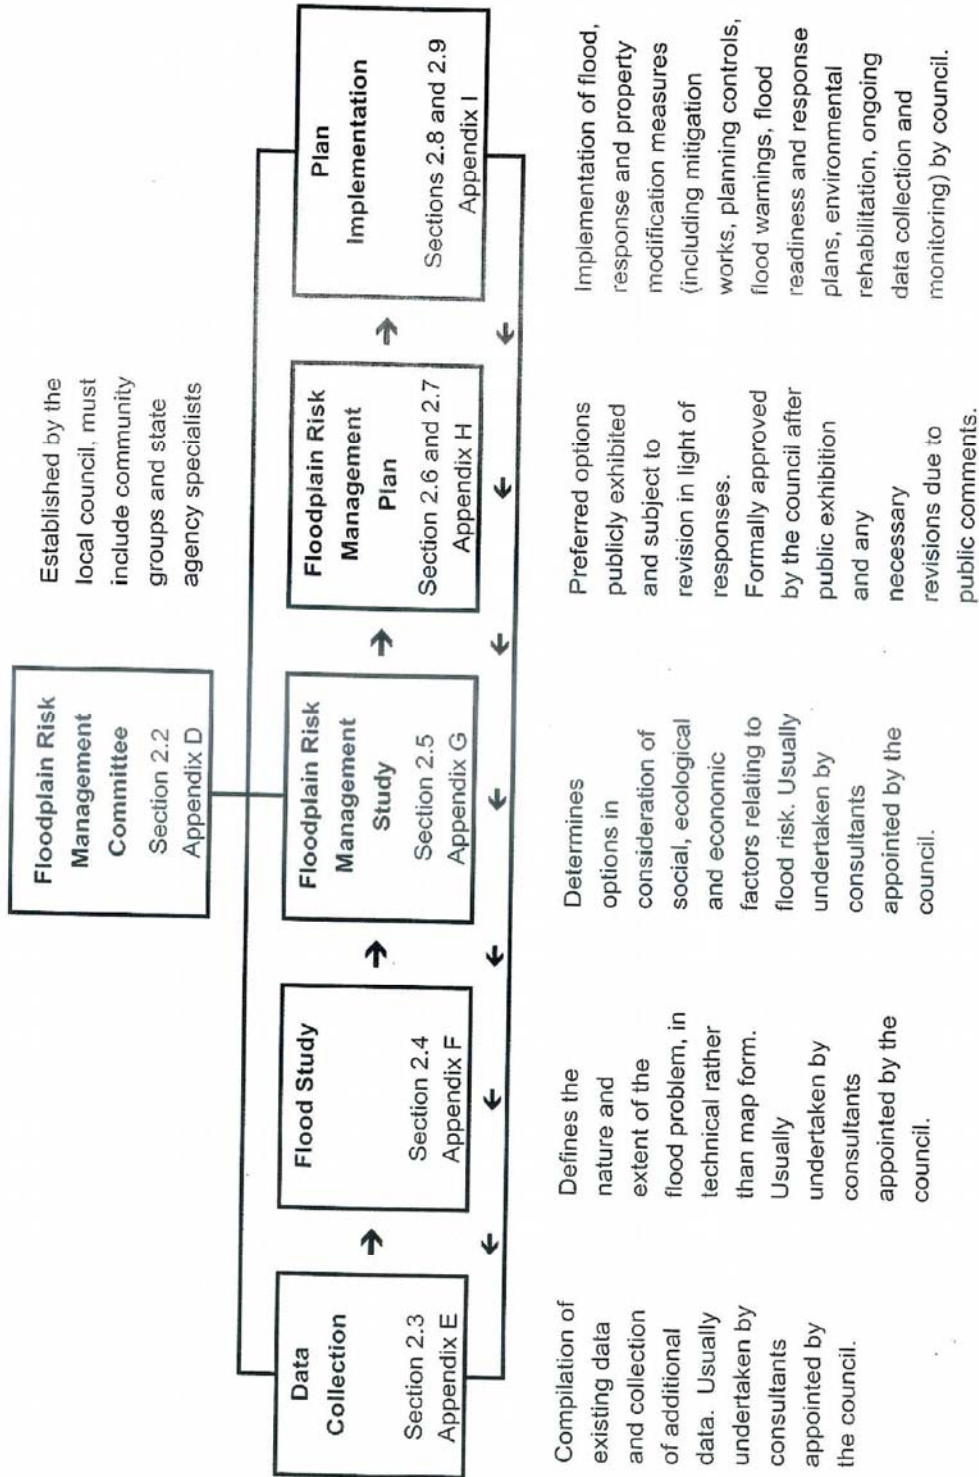 Floodplain Risk
Management
Committee
Section 2.2
Appendix D
Established by the
local council, must
include community
groups and state
agency specialists
Data
Collection
Section 2.3
Appendix E
Flood Study
Section 2.4
Appendix F
Floodplain Risk
Management
Study
Section 2.5
Appendix G
Floodplain Risk
Management
Plan
Section 2.6 and 2.7
Appendix H
Plan
Implementation
Sections 2.8 and 2.9
Appendix I
Compilation of
existing data
and collection
of additional
data. Usually
undertaken by
consultants
appointed by
the council.
Defines the
nature and
extent of the
flood problem, in
technical rather
than map form.
Usually
undertaken by
consultants
appointed by the
council.
Determines
options in
consideration of
social, ecological
and economic
factors relating to
flood risk. Usually
undertaken by
consultants
appointed by the
council.
Preferred options
publicly exhibited
and subject to
revision in light of
responses.
Formally approved
by the council after
public exhibition
and any
necessary
revisions due to
public comments.
Implementation of flood,
response and property
modification measures
(including mitigation
works, planning controls,
flood warnings, flood
readiness and response
plans, environmental
rehabilitation, ongoing
data collection and
monitoring) by council.